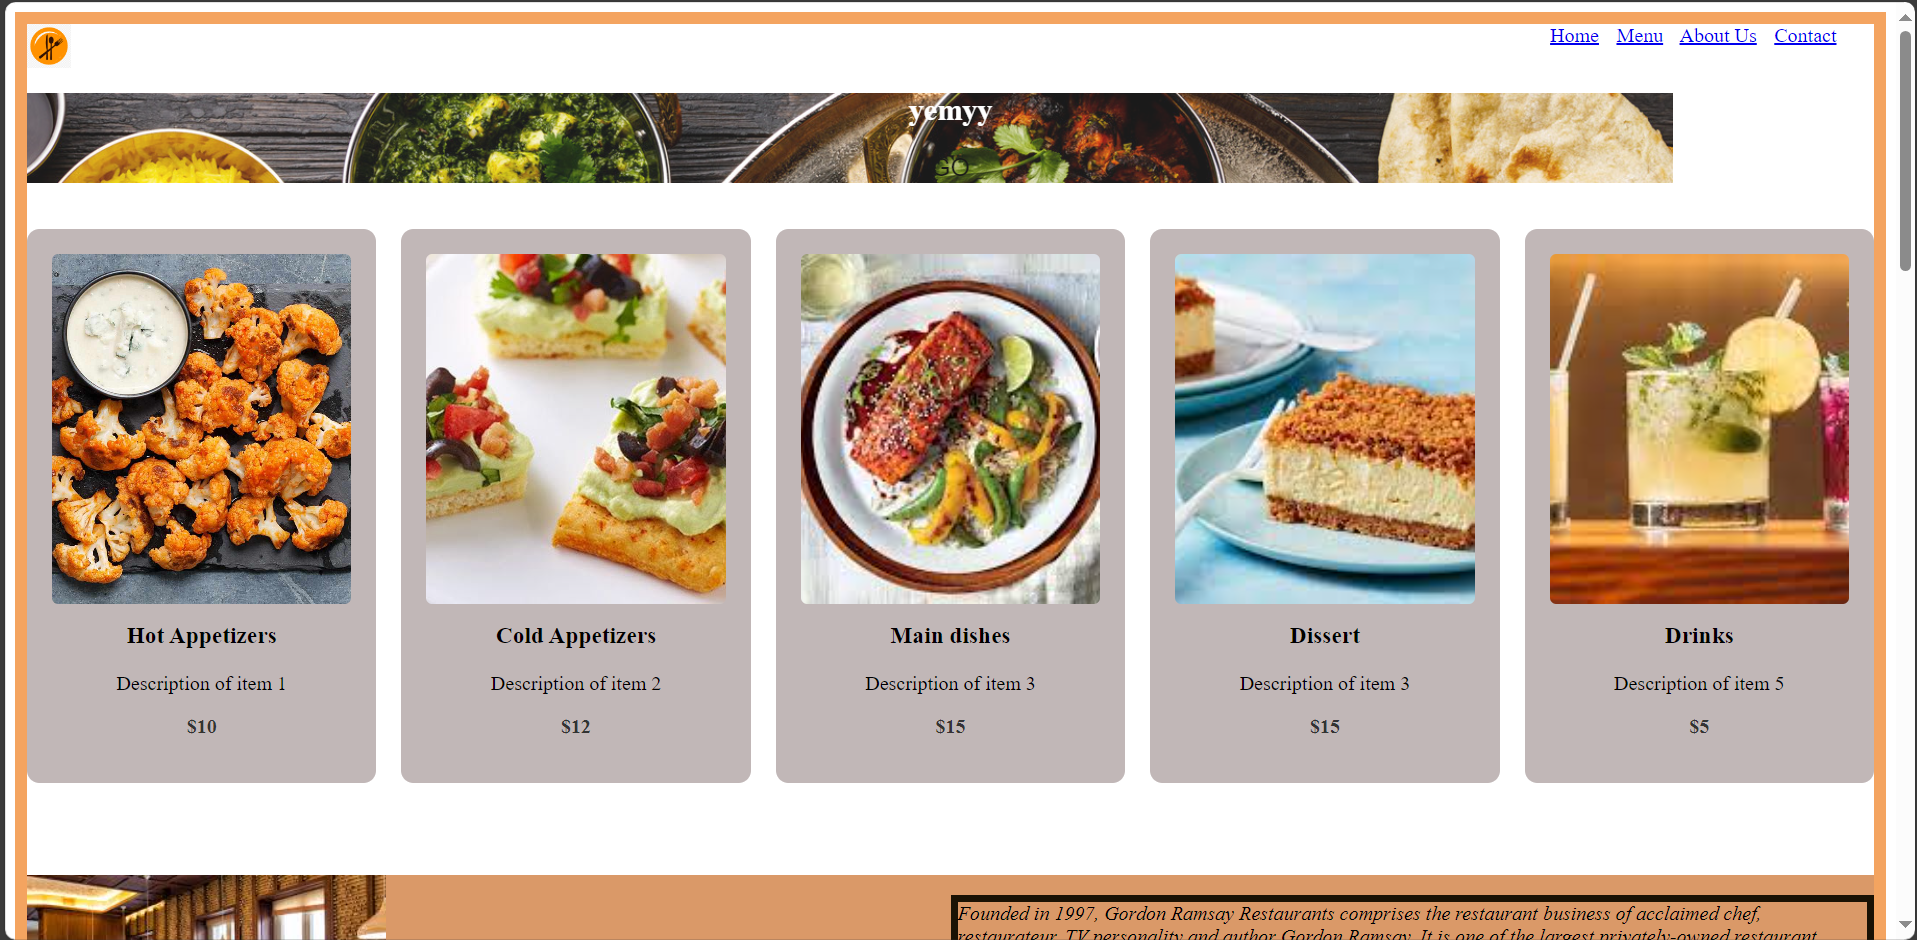 Home Menu About Us Contact
yemyy
GO
Hot Appetizers
Description of item 1
$10
Cold Appetizers
Description of item 2
$12
Main dishes
Description of item 3
$15
Dissert
Description of item 3
$15
Drinks
Description of item 5
$5
Founded in 1997, Gordon Ramsay Restaurants comprises the restaurant business of acclaimed chef,
restaurateur, TV personality and author Gordon Ramsay. It is one of the largest privately-owned restaurant